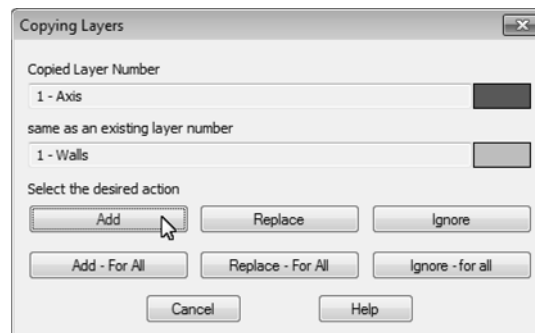 Copying Layers
Copied Layer Number
1 - Axis
same as an existing layer number
1 - Walls
Select the desired action
Add Replace Ignore
Add - For All Replace - For All Ignore - for all
Cancel Help